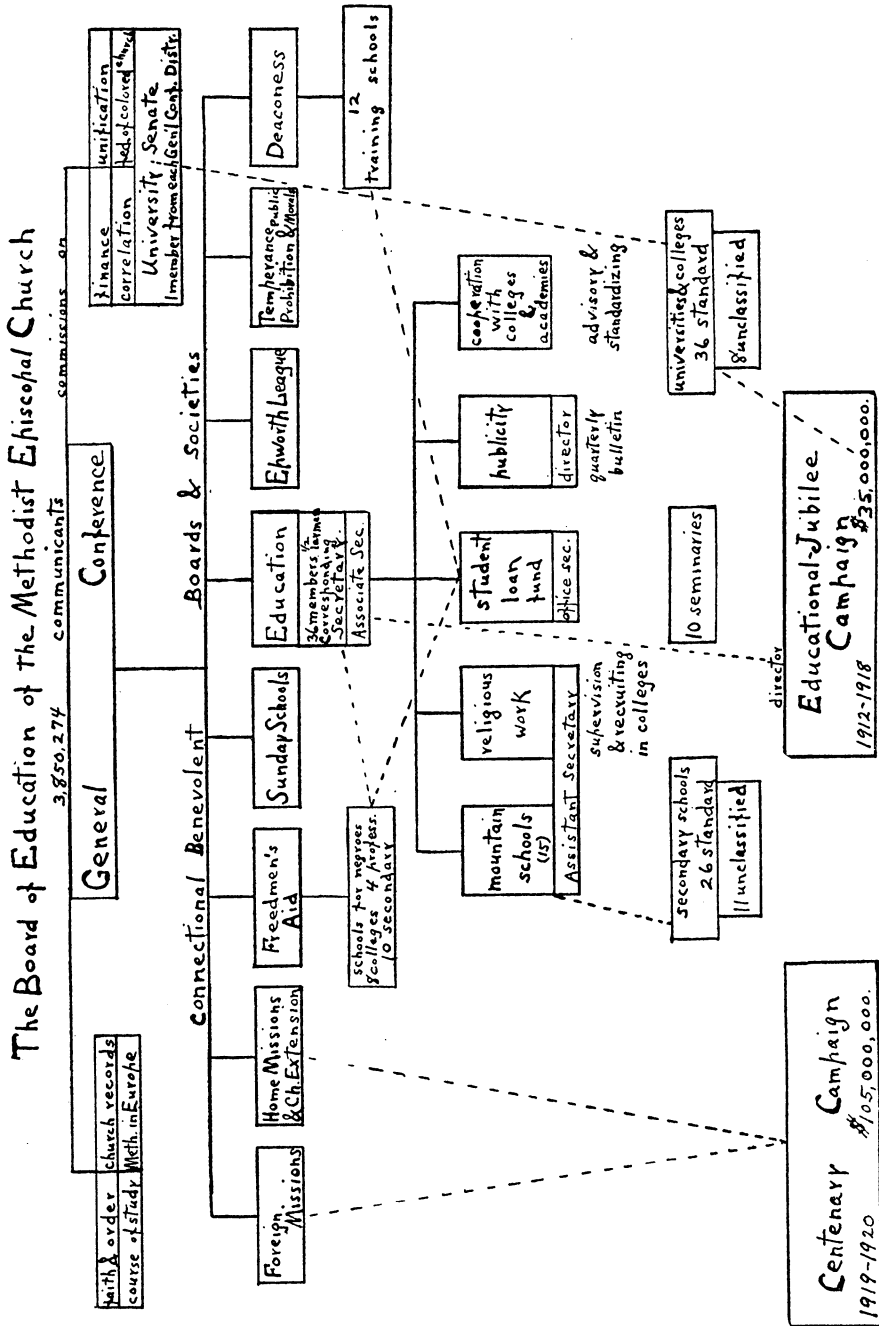 The Board of Education of the Methodist Episcopal Church
3,850,274 communicants
commissions on
General Conference
faith & order
church records
course of study
Meth. in Europe
finance
unification
correlation
fed. of colored church
University Senate
1 member from each Gen'l Conf. Distr.
Connectional Benevolent Boards & Societies
Foreign
Missions
Home Missions
& Ch. Extension
Freedmen's
Aid
Sunday Schools
Education
36 members 1/2 laymen
Corresponding
Secretary.
Associate Sec.
Epworth League
Temperance
Prohibition &
Public
Morals
Deaconess
schools for negroes
8 colleges 4 profess.
10 secondary
12
training schools
mountain
schools
(15)
religious
work
Assistant Secretary
supervision
& recruiting
in colleges
student
loan
fund
office sec.
publicity
director
quarterly
bulletin
cooperation
with
colleges
&
academies
advisory &
standardizing
secondary schools
26 standard
11 unclassified
10 seminaries
universities & colleges
36 standard
8 unclassified
Centenary Campaign
1919-1920 $105,000,000.
director
Educational-Jubilee
Campaign
1912-1918 $35,000,000.